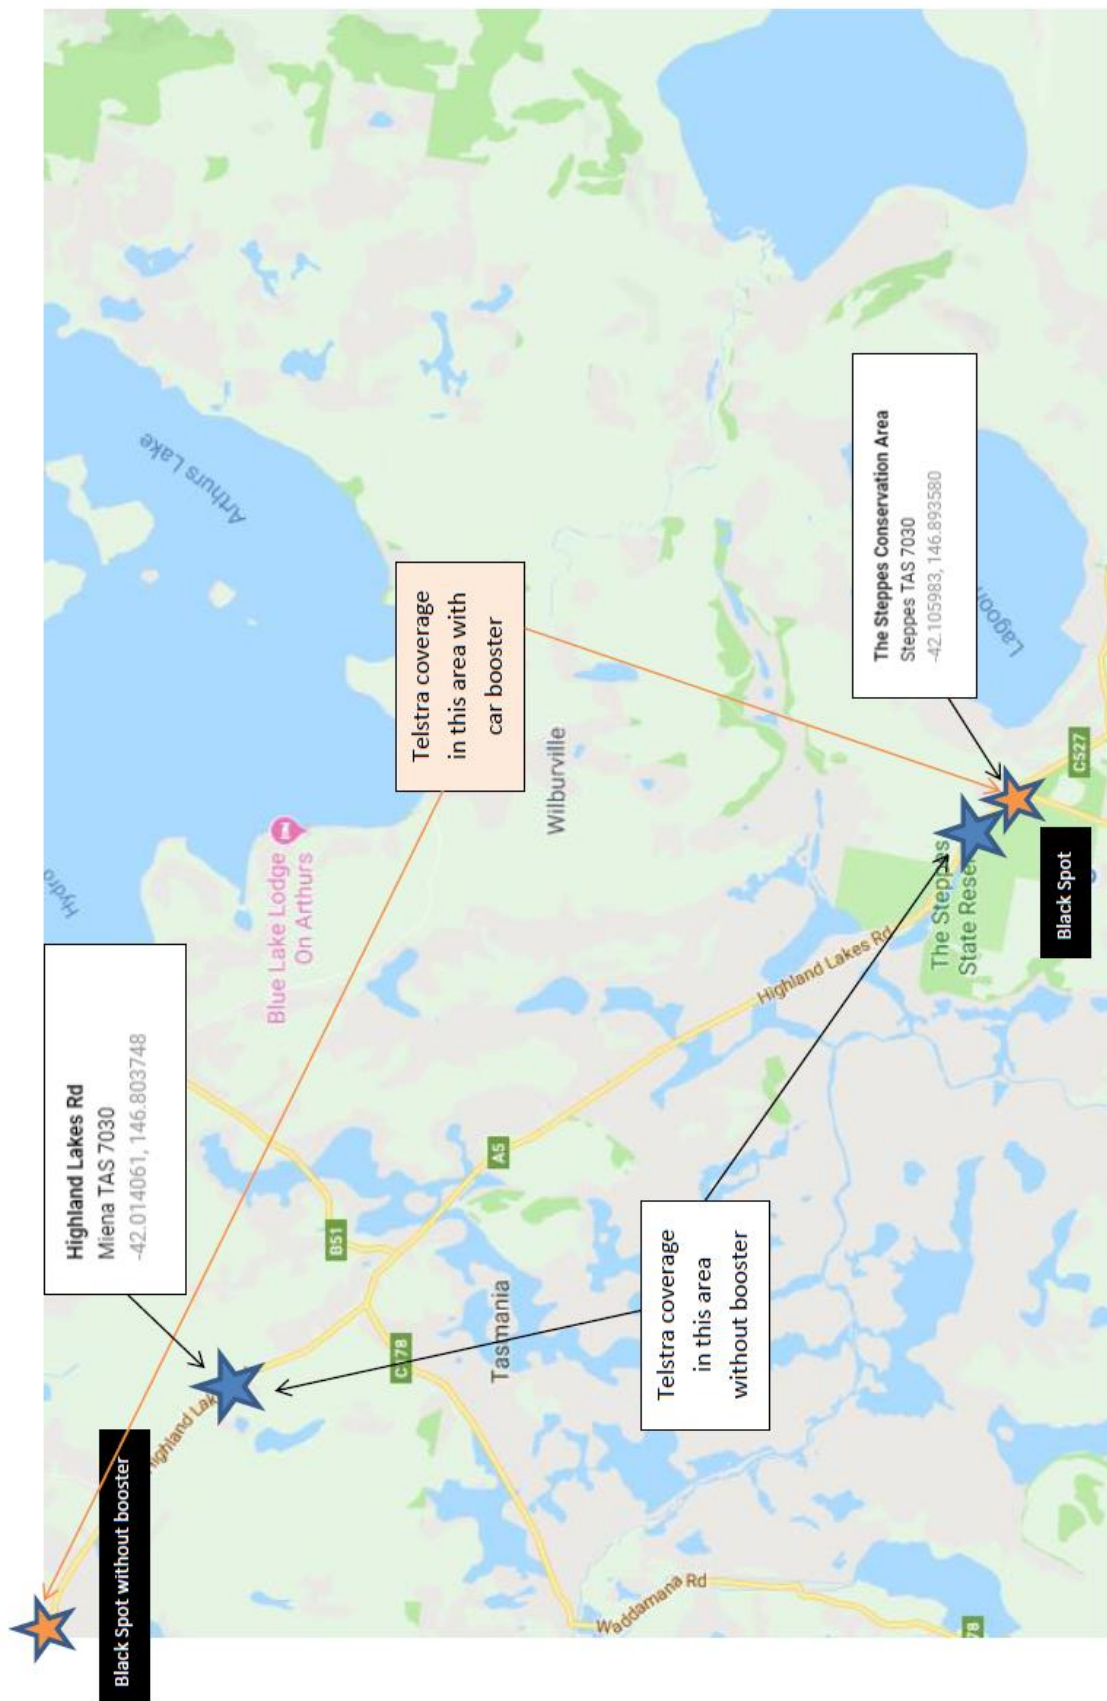 Hydro
Highland Lakes Rd
Miena TAS 7030
-42.014061, 146.803748
Black Spot without booster
Arthurs Lake
Highland Lak
Blue Lake Lodge
On Arthurs
B51
Telstra coverage
in this area with
car booster
A5
Tasmania
Wilburville
Waddamana Rd
Telstra coverage
in this area
without booster
Highland Lakes Rd
The Steppes Conservation Area
Steppes TAS 7030
-42.105983, 146.893580
The Steppes
State Reser
78
Lagoon
Black Spot
C527